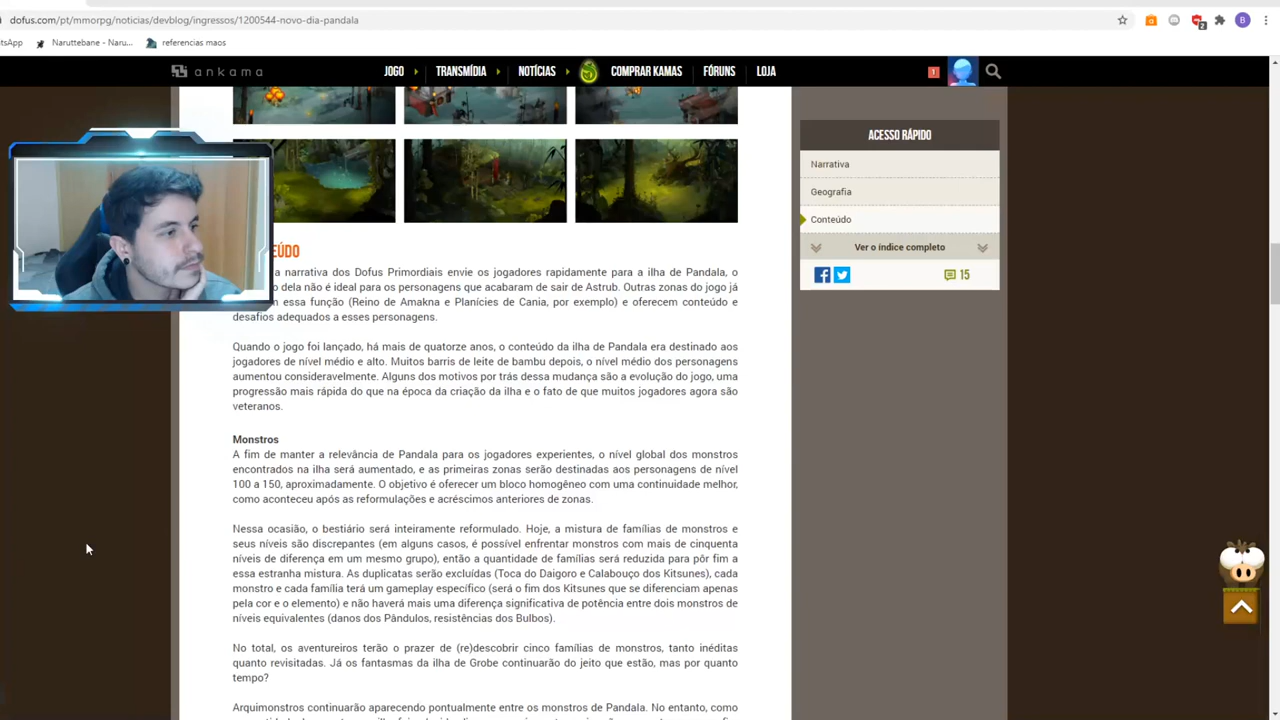 dofus.com/pt/mmorpg/noticias/devblog/ingressos/1200544-novo-dia-pandala
2
B
sApp
Naruttebane - Naru...
referencias maos
ankama
JOGO
TRANSMÍDIA
NOTÍCIAS
COMPRAR KAMAS
FÓRUNS
LOJA
1
ACESSO RÁPIDO
Narrativa
Geografia
Conteúdo
Ver o índice completo
15
EÚDO
a narrativa dos Dofus Primordiais envie os jogadores rapidamente para a ilha de Pandala, o
dela não é ideal para os personagens que acabaram de sair de Astrub. Outras zonas do jogo já
essa função (Reino de Amakna e Planícies de Cania, por exemplo) e oferecem conteúdo e
desafios adequados a esses personagens.
Quando o jogo foi lançado, há mais de quatorze anos, o conteúdo da ilha de Pandala era destinado aos
jogadores de nível médio e alto. Muitos barris de leite de bambu depois, o nível médio dos personagens
aumentou consideravelmente. Alguns dos motivos por trás dessa mudança são a evolução do jogo, uma
progressão mais rápida do que na época da criação da ilha e o fato de que muitos jogadores agora são
veteranos.
Monstros
A fim de manter a relevância de Pandala para os jogadores experientes, o nível global dos monstros
encontrados na ilha será aumentado, e as primeiras zonas serão destinadas aos personagens de nível
100 a 150, aproximadamente. O objetivo é oferecer um bloco homogêneo com uma continuidade melhor,
como aconteceu após as reformulações e acréscimos anteriores de zonas.
Nessa ocasião, o bestiário será inteiramente reformulado. Hoje, a mistura de famílias de monstros e
seus níveis são discrepantes (em alguns casos, é possível enfrentar monstros com mais de cinquenta
níveis de diferença em um mesmo grupo), então a quantidade de famílias será reduzida para pôr fim a
essa estranha mistura. As duplicatas serão excluídas (Toca do Daigoro e Calabouço dos Kitsunes), cada
monstro e cada família terá um gameplay específico (será o fim dos Kitsunes que se diferenciam apenas
pela cor e o elemento) e não haverá mais uma diferença significativa de potência entre dois monstros de
níveis equivalentes (danos dos Pândulos, resistências dos Bulbos).
No total, os aventureiros terão o prazer de (re)descobrir cinco famílias de monstros, tanto inéditas
quanto revisitadas. Já os fantasmas da ilha de Grobe continuarão do jeito que estão, mas por quanto
tempo?
Arquimonstros continuarão aparecendo pontualmente entre os monstros de Pandala. No entanto, como